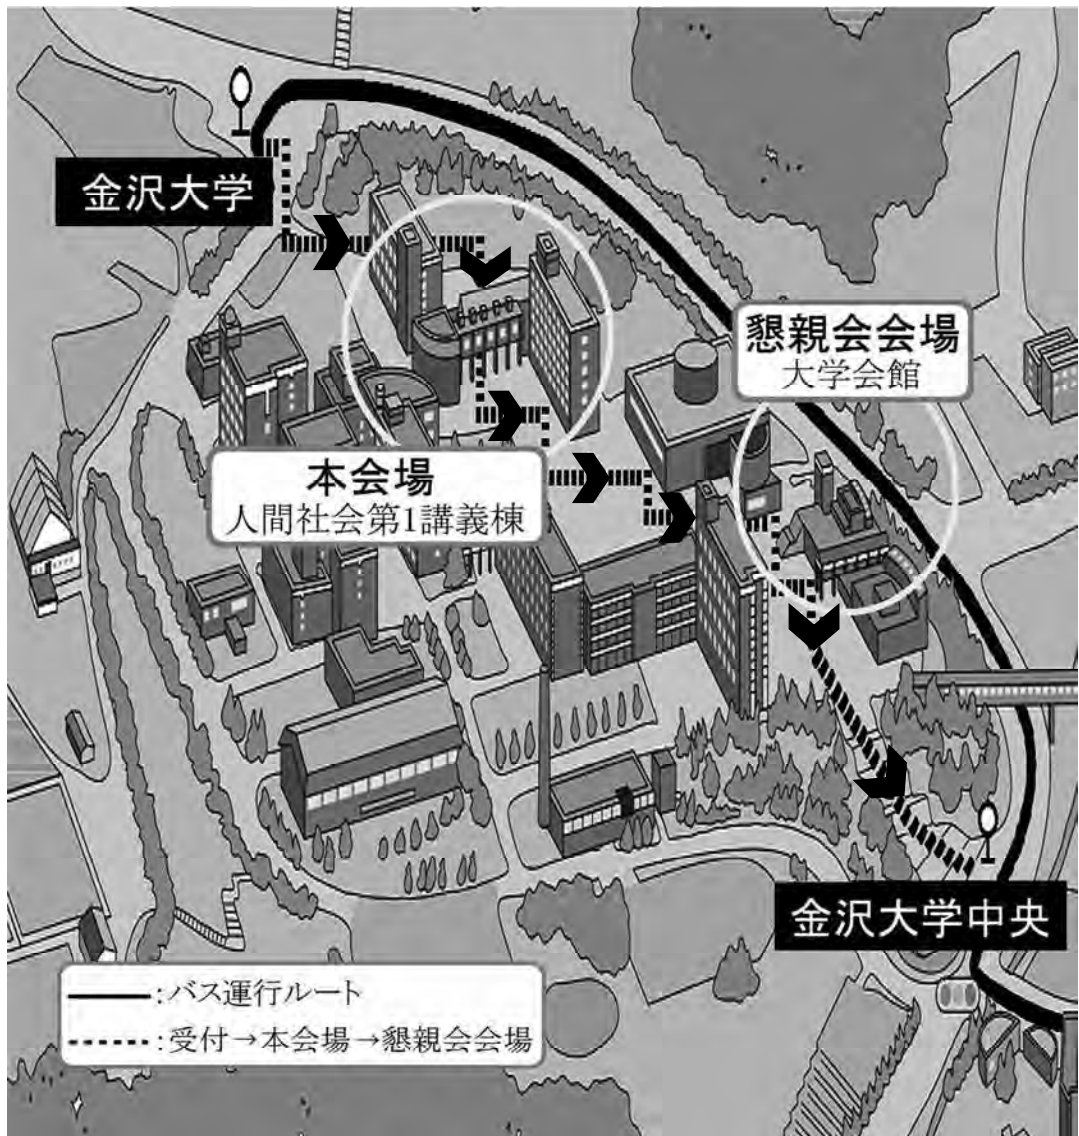 金沢大学
懇親会会場
大学会館
本会場
人間社会第1講義棟
金沢大学中央
:バス運行ルート
:受付→本会場→懇親会会場